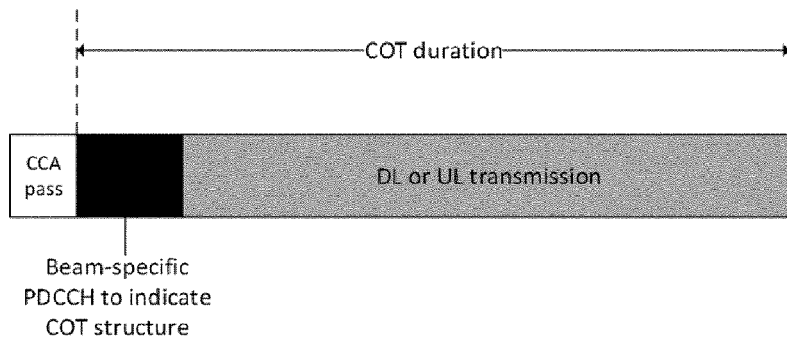 COT duration
CCA
pass
DL or UL transmission
Beam-specific
PDCCH to indicate
COT structure